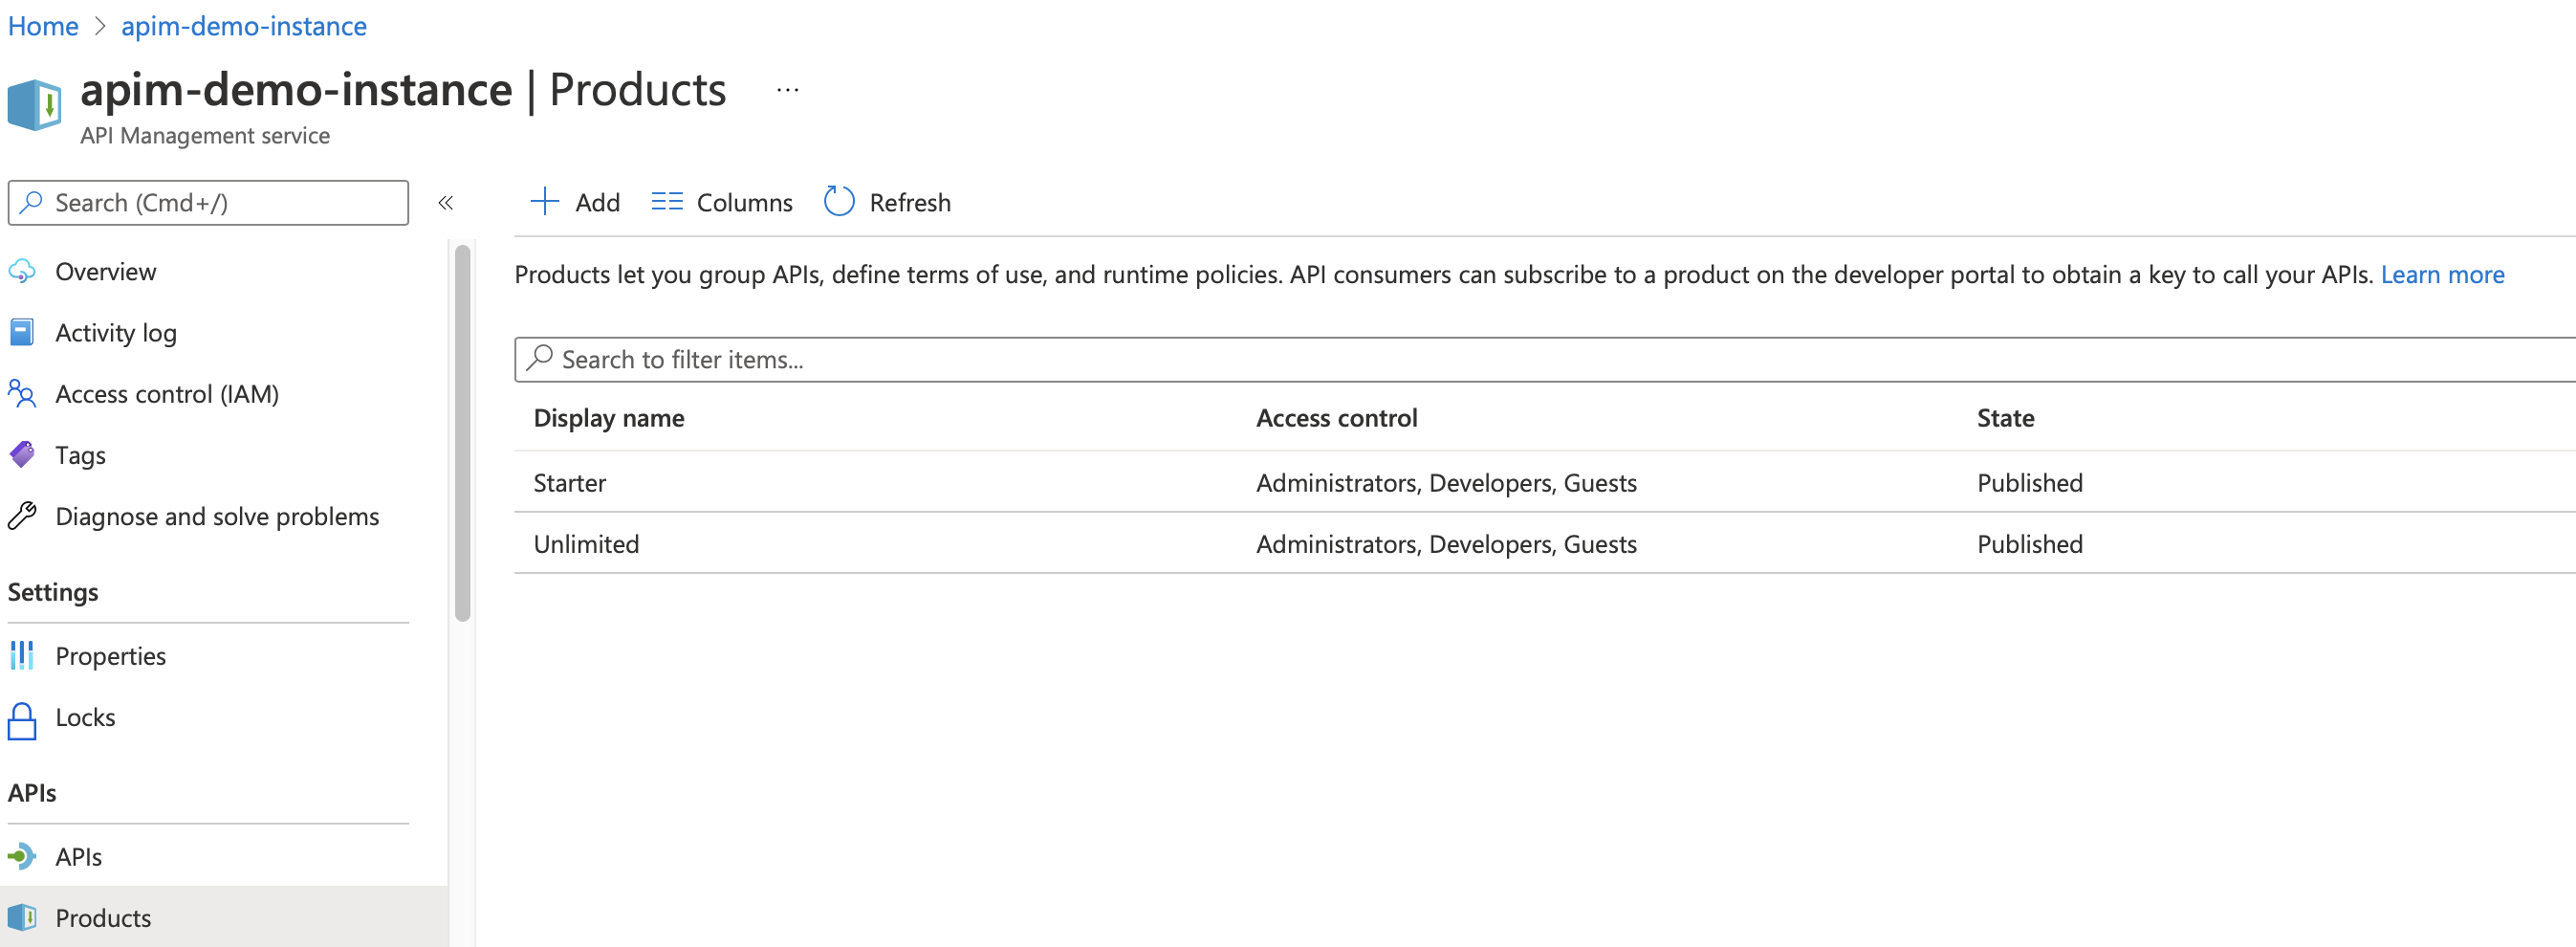 Home > apim-demo-instance
apim-demo-instance | Products ...
API Management service
Search (Cmd+/)
«
Overview
Activity log
Access control (IAM)
Tags
Diagnose and solve problems
Settings
Properties
Locks
APIs
APIs
Products
Add Columns Refresh
Products let you group APIs, define terms of use, and runtime policies. API consumers can subscribe to a product on the developer portal to obtain a key to call your APIs. Learn more
Search to filter items...
Display name Access control State
Starter Administrators, Developers, Guests Published
Unlimited Administrators, Developers, Guests Published